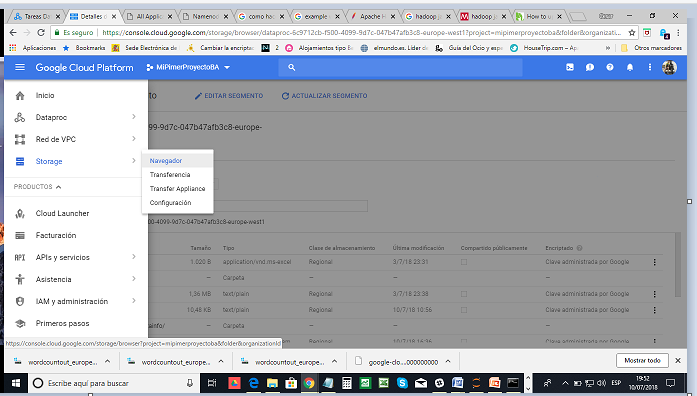 Tareas Da
Detalles d
All Applic
Namenod
como had
example
Apache H
hadoop
hadoop
How to u
Es seguro
https://console.cloud.google.com/storage/browser/dataproc-6c9712cb-f500-4099-9d7c-047b47afb3c8-europe-west1?project=mipimerproyectoba&folder&organizati...
Aplicaciones
Bookmarks
Sede Electrónica de
Cambiar la encripta
2
Alojamientos tipo B
elmundo.es. Líder de
Guía del Ocio y espe
HouseTrip.com – Ap
»
Otros marcadores
Google Cloud Platform
MiPimerProyectoBA
EDITAR SEGMENTO
ACTUALIZAR SEGMENTO
Inicio
Dataproc
Red de VPC
Storage
099-9d7c-047b47afb3c8-europe-
Navegador
Transferencia
Transfer Appliance
Configuración
PRODUCTOS
00-4099-9d7c-047b47afb3c8-europe-west1
Cloud Launcher
Facturación
API APIs y servicios
Asistencia
IAM y administración
Primeros pasos
Tamaño Tipo Clase de almacenamiento Última modificación Compartido públicamente Encriptado
1.020 B application/vnd.ms-excel Regional 3/7/18 23:31 Clave administrada por Google
— Carpeta — — —
1,36 MB text/plain Regional 3/7/18 23:38 Clave administrada por Google
10,48 KB text/plain Regional 10/7/18 10:56 Clave administrada por Google
ainfo/ — Carpeta — — —
https://console.cloud.google.com/storage/browser?project=mipimerproyectoba&folder&organizationId
wordcountout_europe...
wordcountout_europe...
wordcountout_europe...
google-clo....000000000
Mostrar todo
Escribe aquí para buscar
ESP
19:52
10/07/2018